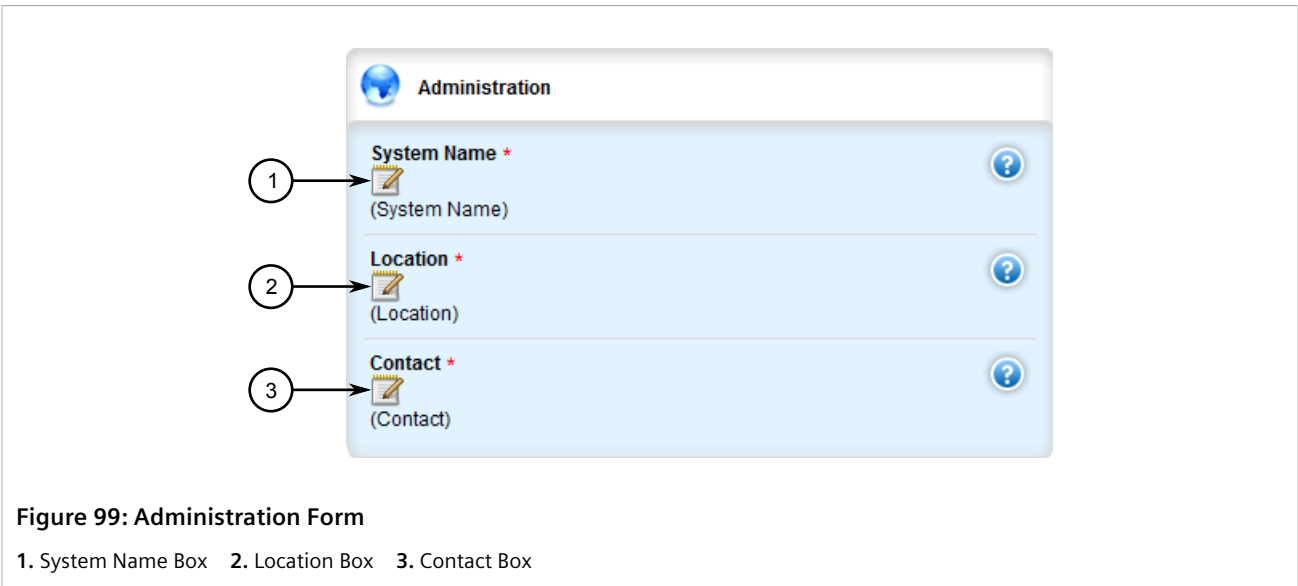 Administration
System Name *
1
(System Name)
Location *
2
(Location)
Contact *
3
(Contact)
Figure 99: Administration Form
1. System Name Box 2. Location Box 3. Contact Box